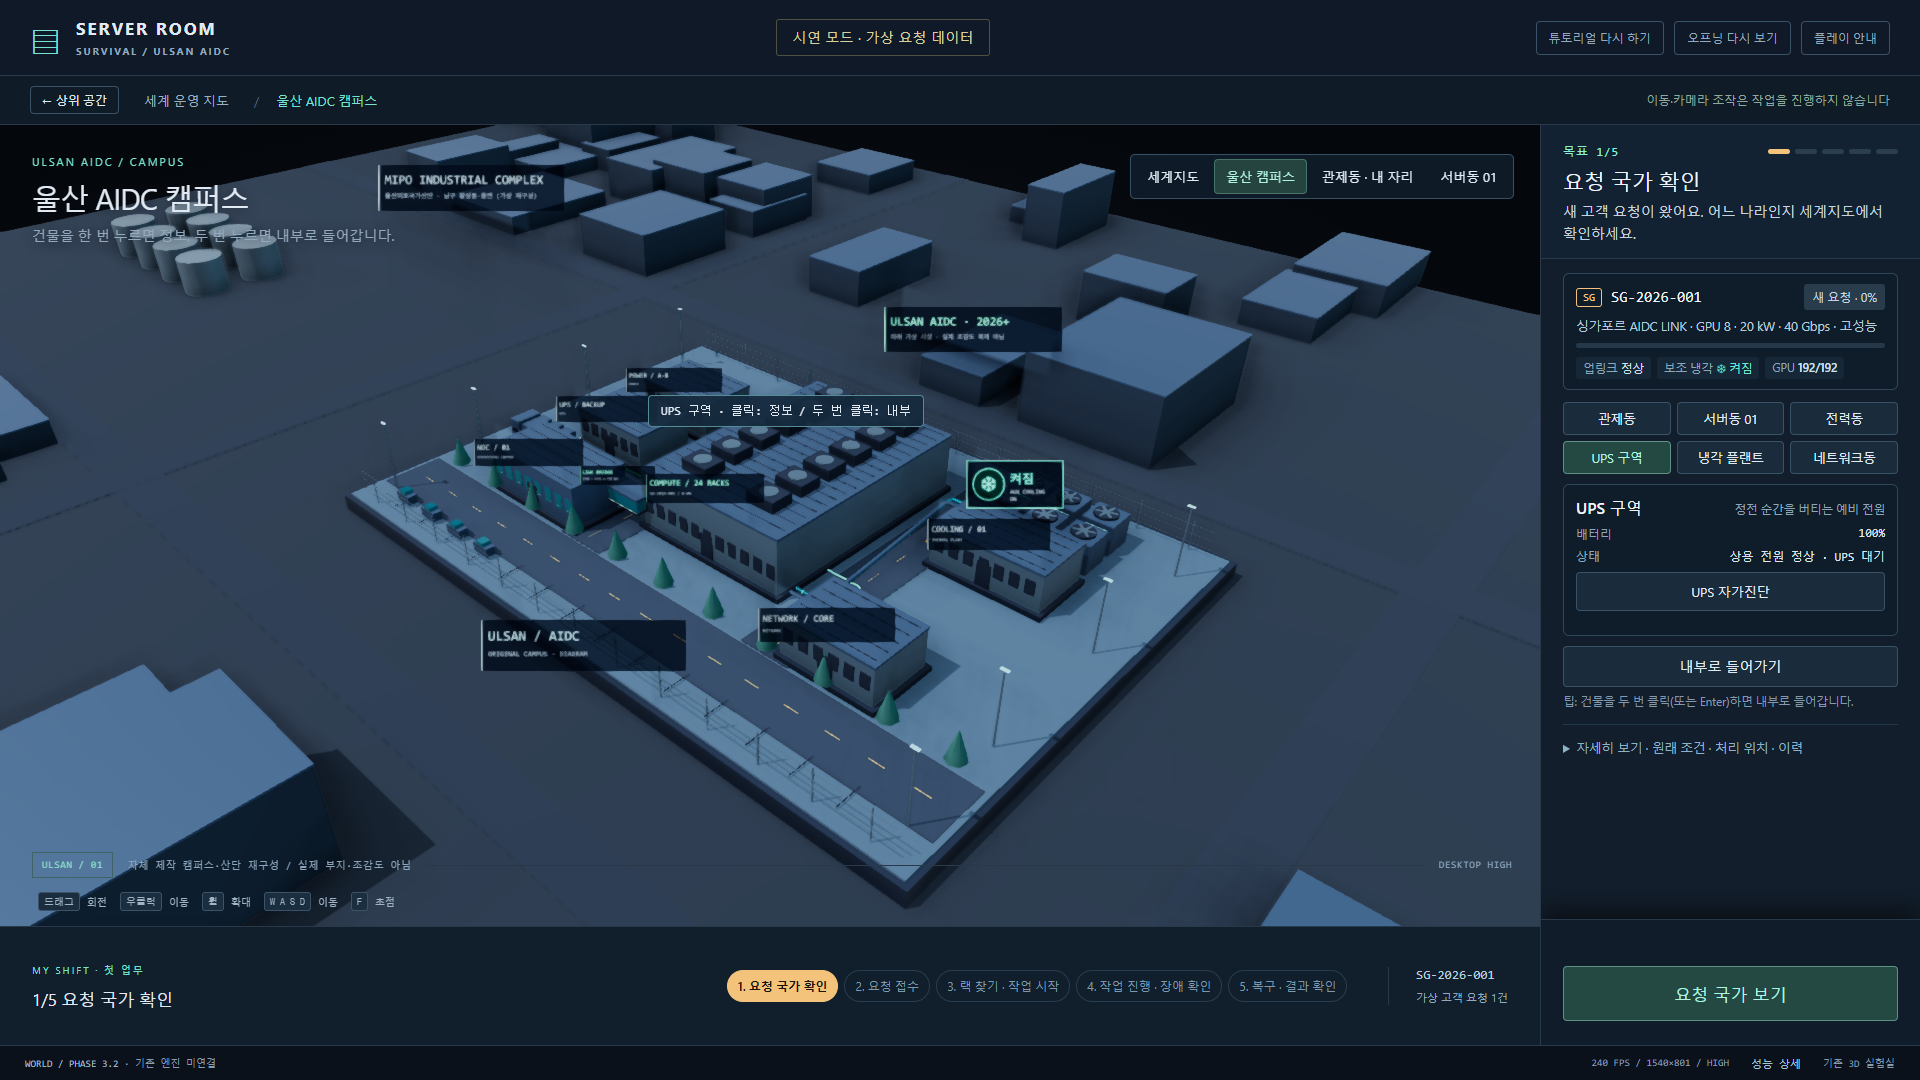 SERVER ROOM
SURVIVAL / ULSAN AIDC
시연 모드 · 가상 요청 데이터
튜토리얼 다시 하기
오프닝 다시 보기
플레이 안내
← 상위 공간
세계 운영 지도 / 울산 AIDC 캠퍼스
이동·카메라 조작은 작업을 진행하지 않습니다
ULSAN AIDC / CAMPUS
울산 AIDC 캠퍼스
건물을 한 번 누르면 정보, 두 번 누르면 내부로 들어갑니다.
MIPO INDUSTRIAL COMPLEX
세계지도
울산 캠퍼스
관제동 · 내 자리
서버동 01
ULSAN AIDC · 2026+
POWER / A·B
UPS / BACKUP
UPS 구역 · 클릭: 정보 / 두 번 클릭: 내부
NOC / 01
COMPUTE / 24 RACKS
켜짐
AUX COOLING
ON
COOLING / 01
NETWORK / CORE
NETWORK
ULSAN / AIDC
ORIGINAL CAMPUS · DIAGRAM
ULSAN / 01
자체 제작 캠퍼스·산단 재구성 / 실제 부지·조감도 아님
DESKTOP HIGH
드래그 회전
우클릭 이동
휠 확대
W A S D 이동
F 초점
목표 1/5
요청 국가 확인
새 고객 요청이 왔어요. 어느 나라인지 세계지도에서
확인하세요.
SG SG-2026-001
새 요청 · 0%
싱가포르 AIDC LINK · GPU 8 · 20 kW · 40 Gbps · 고성능
업링크 정상
보조 냉각 ❄ 켜짐
GPU 192/192
관제동
서버동 01
전력동
UPS 구역
냉각 플랜트
네트워크동
UPS 구역
정전 순간을 버티는 예비 전원
배터리 100%
상태 상용 전원 정상 · UPS 대기
UPS 자가진단
내부로 들어가기
팁: 건물을 두 번 클릭(또는 Enter)하면 내부로 들어갑니다.
▶ 자세히 보기 · 원래 조건 · 처리 위치 · 이력
MY SHIFT · 첫 업무
1/5 요청 국가 확인
1. 요청 국가 확인
2. 요청 접수
3. 랙 찾기 · 작업 시작
4. 작업 진행 · 장애 확인
5. 복구 · 결과 확인
SG-2026-001
가상 고객 요청 1건
요청 국가 보기
WORLD / PHASE 3.2 · 기존 엔진 미연결
240 FPS / 1540×801 / HIGH
성능 상세
기존 3D 실험실